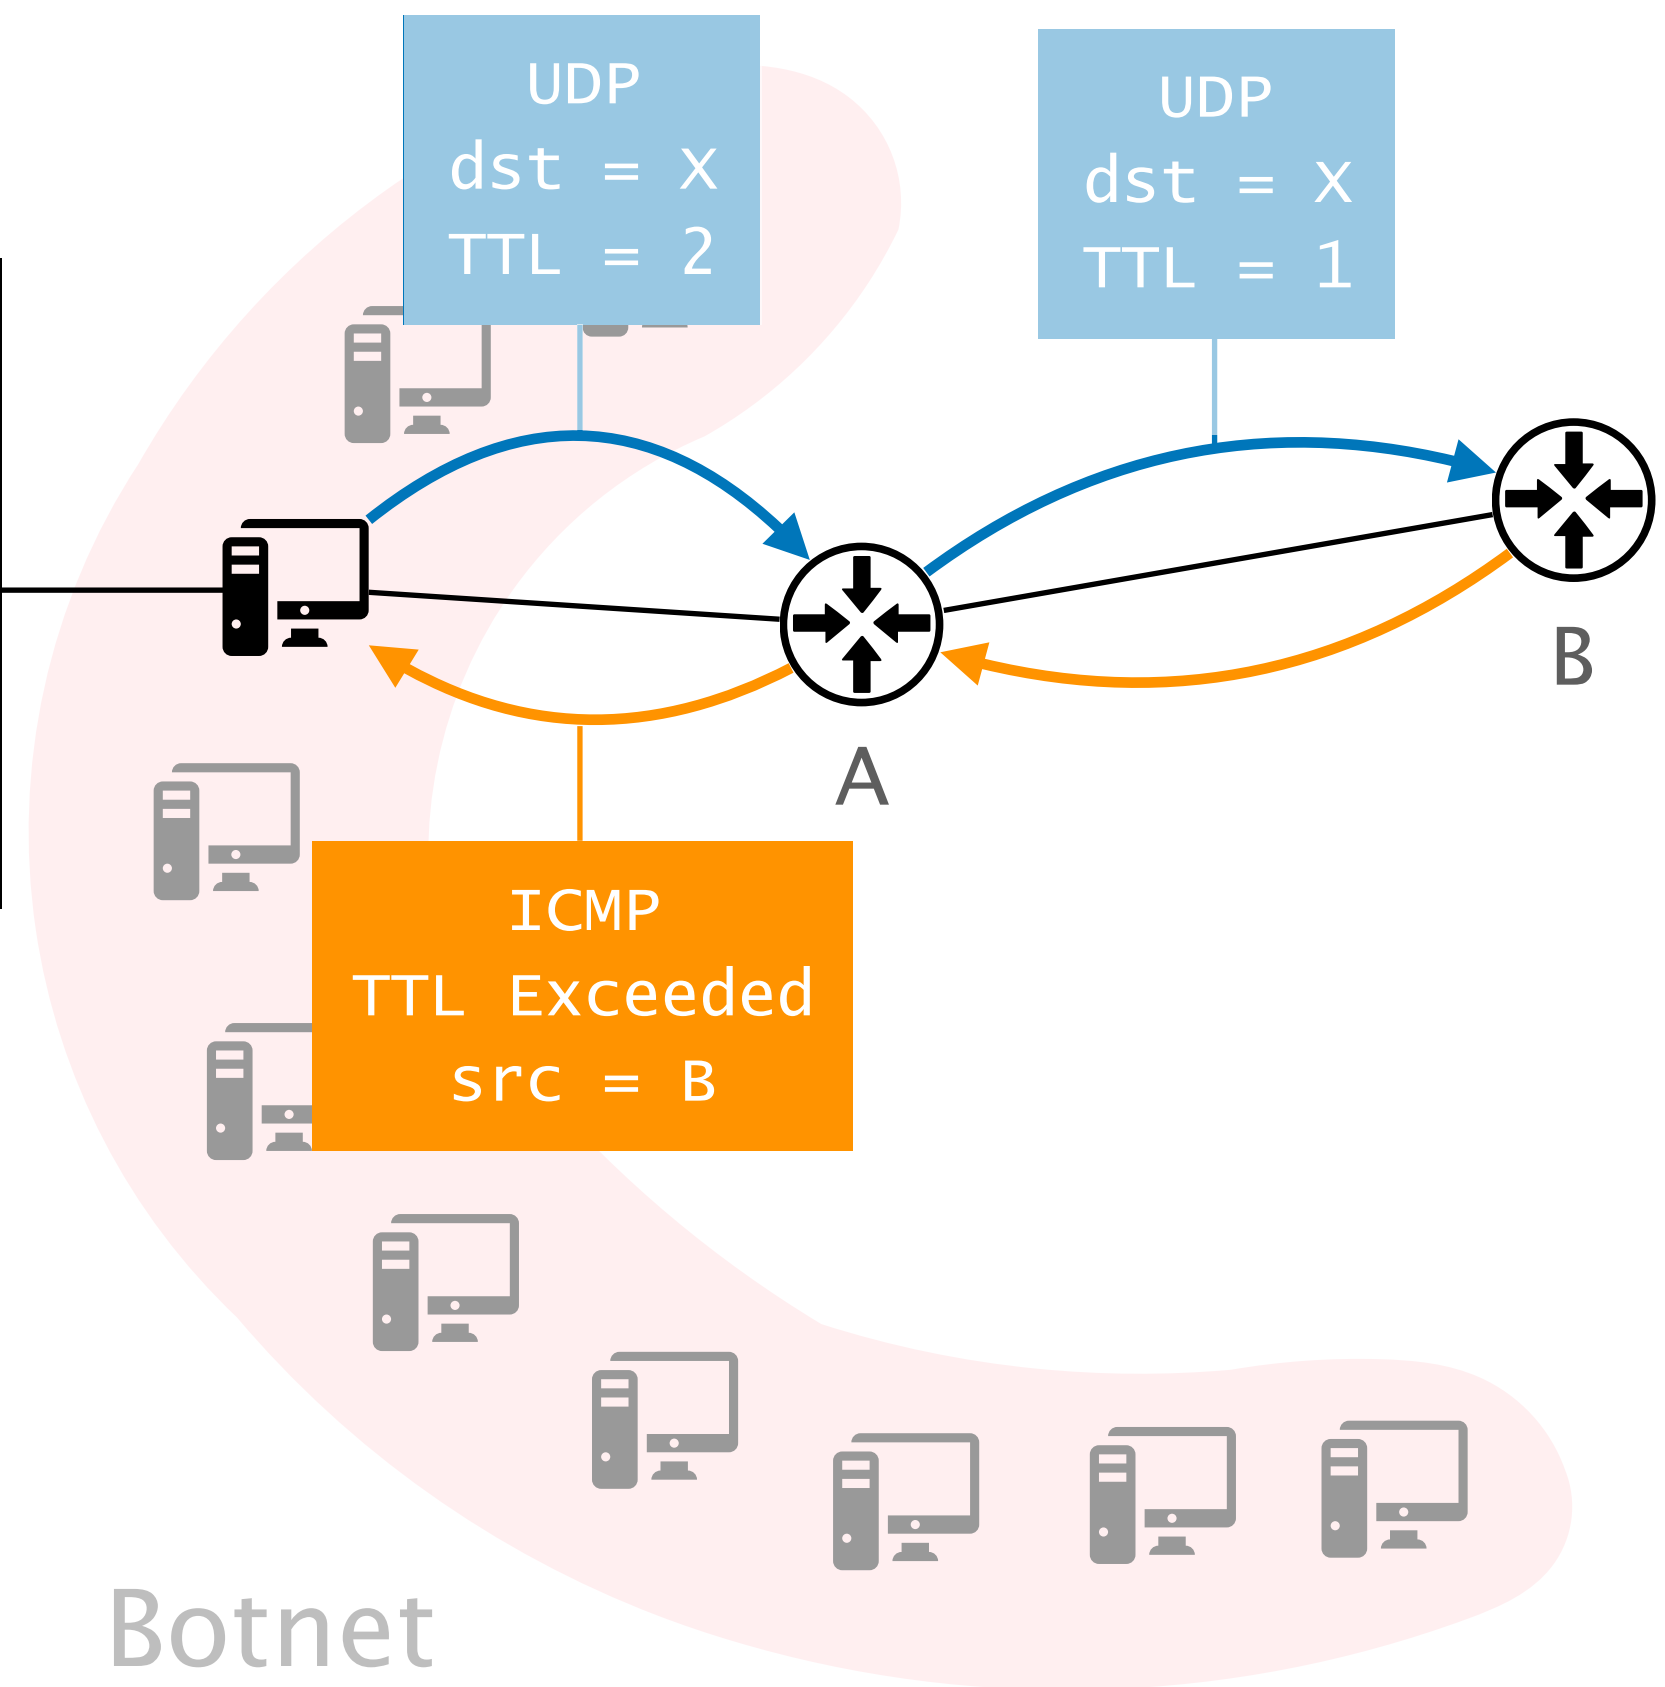 UDP
dst = X
TTL = 2
UDP
dst = X
TTL = 1
B
A
ICMP
TTL Exceeded
src = B
Botnet